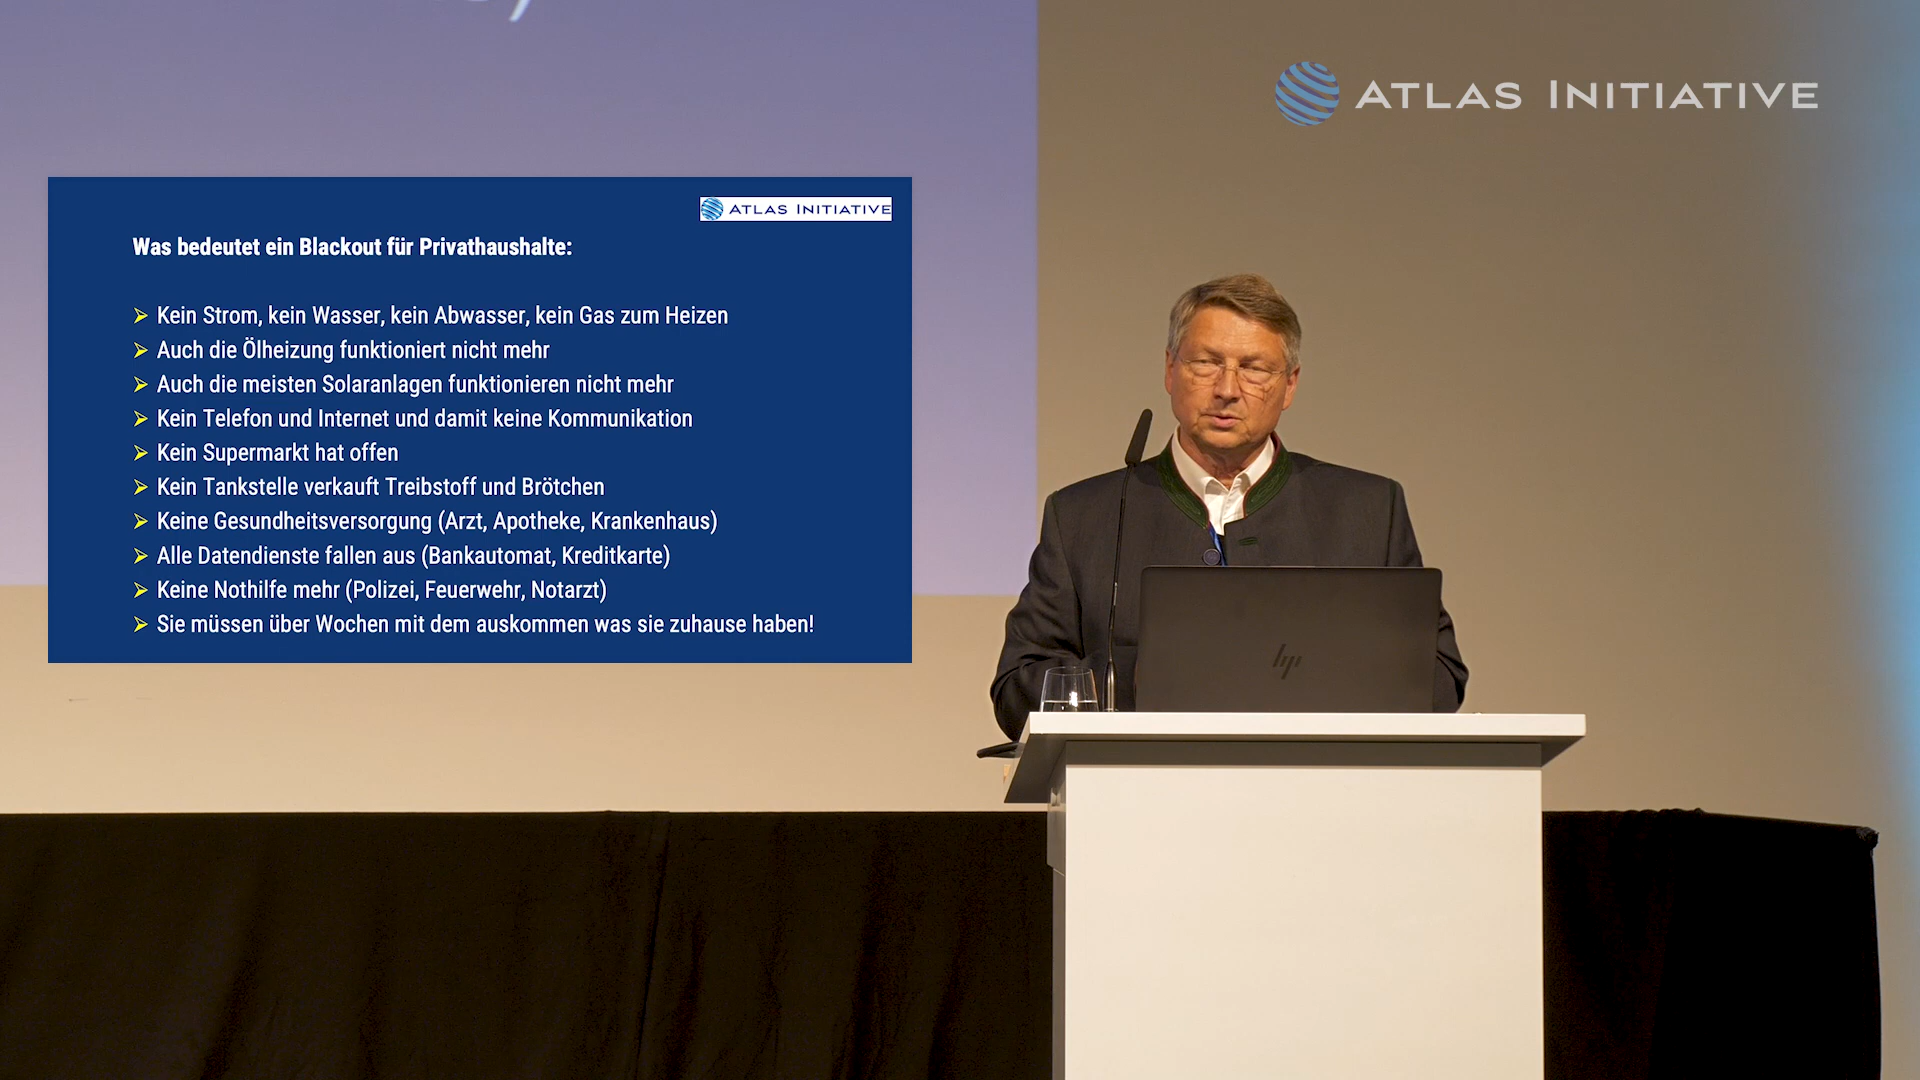 ATLAS INITIATIVE
ATLAS INITIATIVE
Was bedeutet ein Blackout für Privathaushalte:
➢ Kein Strom, kein Wasser, kein Abwasser, kein Gas zum Heizen
➢ Auch die Ölheizung funktioniert nicht mehr
➢ Auch die meisten Solaranlagen funktionieren nicht mehr
➢ Kein Telefon und Internet und damit keine Kommunikation
➢ Kein Supermarkt hat offen
➢ Kein Tankstelle verkauft Treibstoff und Brötchen
➢ Keine Gesundheitsversorgung (Arzt, Apotheke, Krankenhaus)
➢ Alle Datendienste fallen aus (Bankautomat, Kreditkarte)
➢ Keine Nothilfe mehr (Polizei, Feuerwehr, Notarzt)
➢ Sie müssen über Wochen mit dem auskommen was sie zuhause haben!
hp